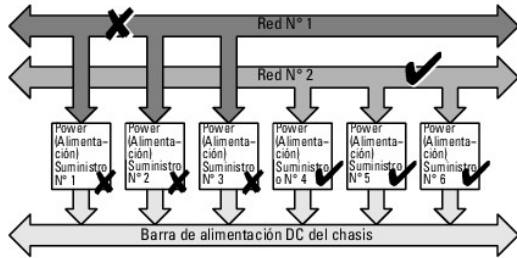 Red N° 1
Red N° 2
Power
(Alimenta-
ción)
Suministro
N° 1
Power
(Alimenta-
ción)
Suministro
N° 2
Power
(Alimenta-
ción)
Suministro
N° 3
Power
(Alimenta-
ción)
Suministro
o N° 4
Power
(Alimenta-
ción)
Suministro
N° 5
Power
(Alimenta-
ción)
Suministro
N° 6
Barra de alimentación DC del chasis